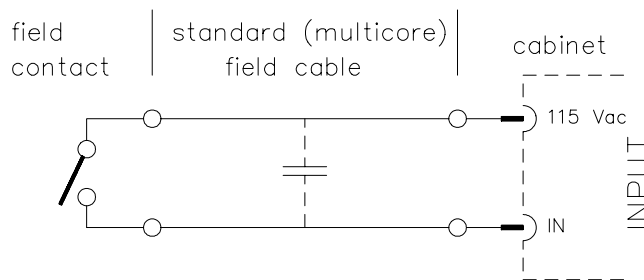 field
contact
standard (multicore)
field cable
cabinet
115 Vac
IN
INPUT